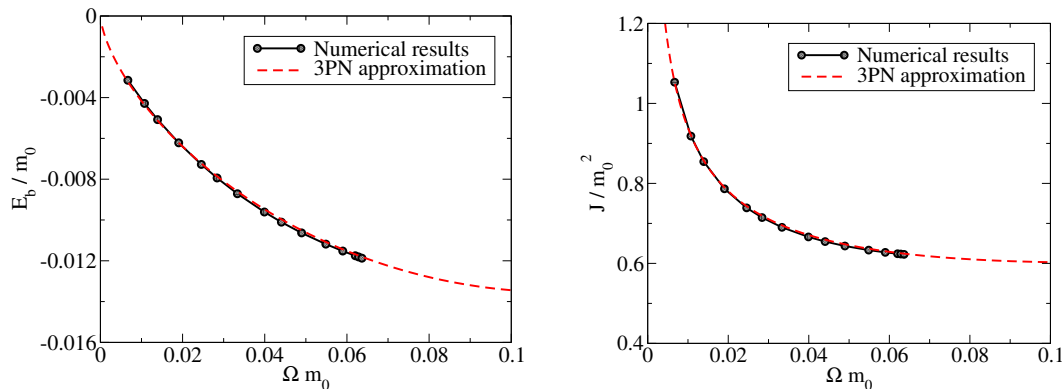 0
-0.004
-0.008
-0.012
-0.016
E_b / m_0
0 0.02 0.04 0.06 0.08 0.1
Ω m_0
Numerical results
3PN approximation
1.2
1
0.8
0.6
0.4
J / m_0^2
0 0.02 0.04 0.06 0.08 0.1
Ω m_0
Numerical results
3PN approximation